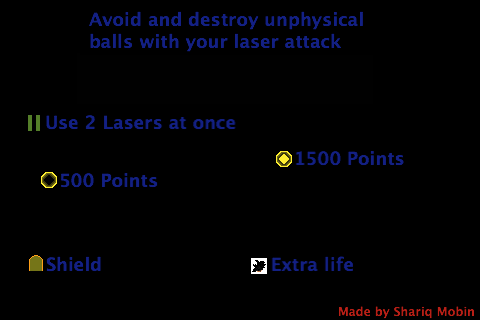 Avoid and destroy unphysical
balls with your laser attack
Use 2 Lasers at once
1500 Points
500 Points
Shield
Extra life
Made by Shariq Mobin